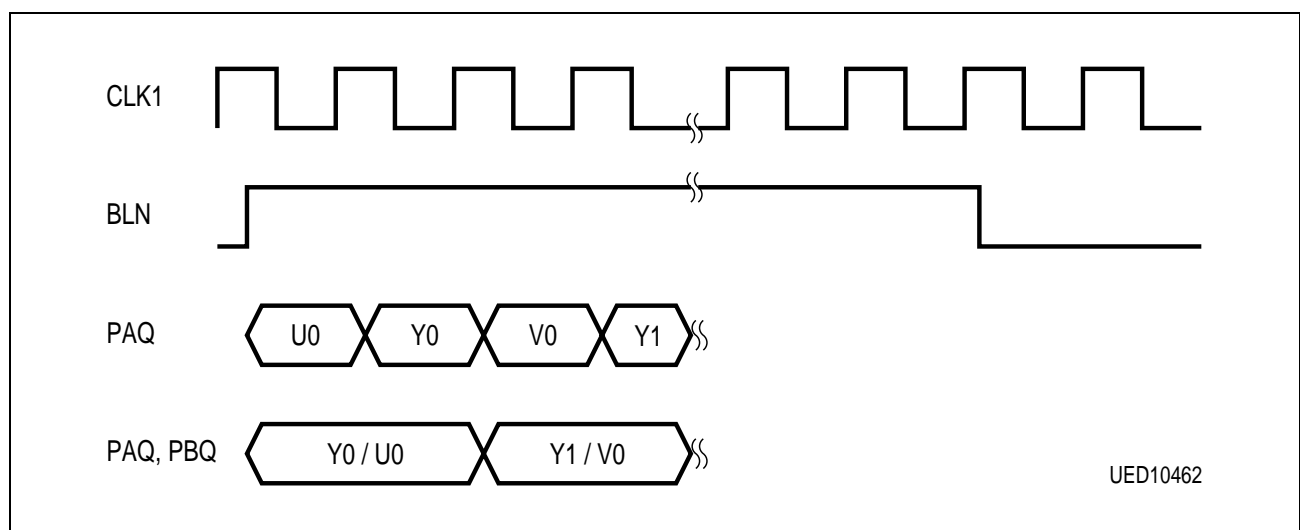 CLK1
BLN
PAQ U0 Y0 V0 Y1
PAQ, PBQ Y0 / U0 Y1 / V0
UED10462